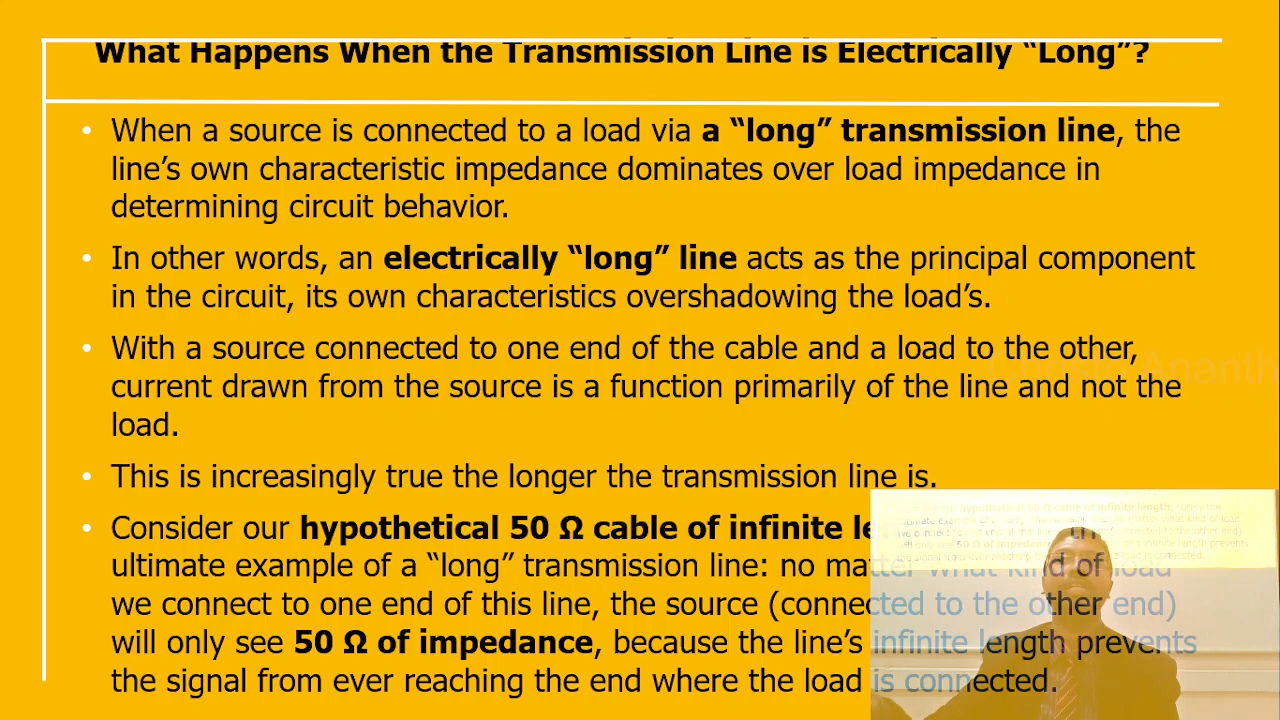 What Happens When the Transmission Line is Electrically “Long”?
• When a source is connected to a load via a “long” transmission line, the
line’s own characteristic impedance dominates over load impedance in
determining circuit behavior.
• In other words, an electrically “long” line acts as the principal component
in the circuit, its own characteristics overshadowing the load’s.
• With a source connected to one end of the cable and a load to the other,
current drawn from the source is a function primarily of the line and not the
load.
• This is increasingly true the longer the transmission line is.
• Consider our hypothetical 50 Ω cable of infinite
ultimate example of a “long” transmission line: no matter what kind of load
we connect to one end of this line, the source (connected to the other end)
will only see 50 Ω of impedance, because the line’s infinite length prevents
the signal from ever reaching the end where the load is connected.
Ananth